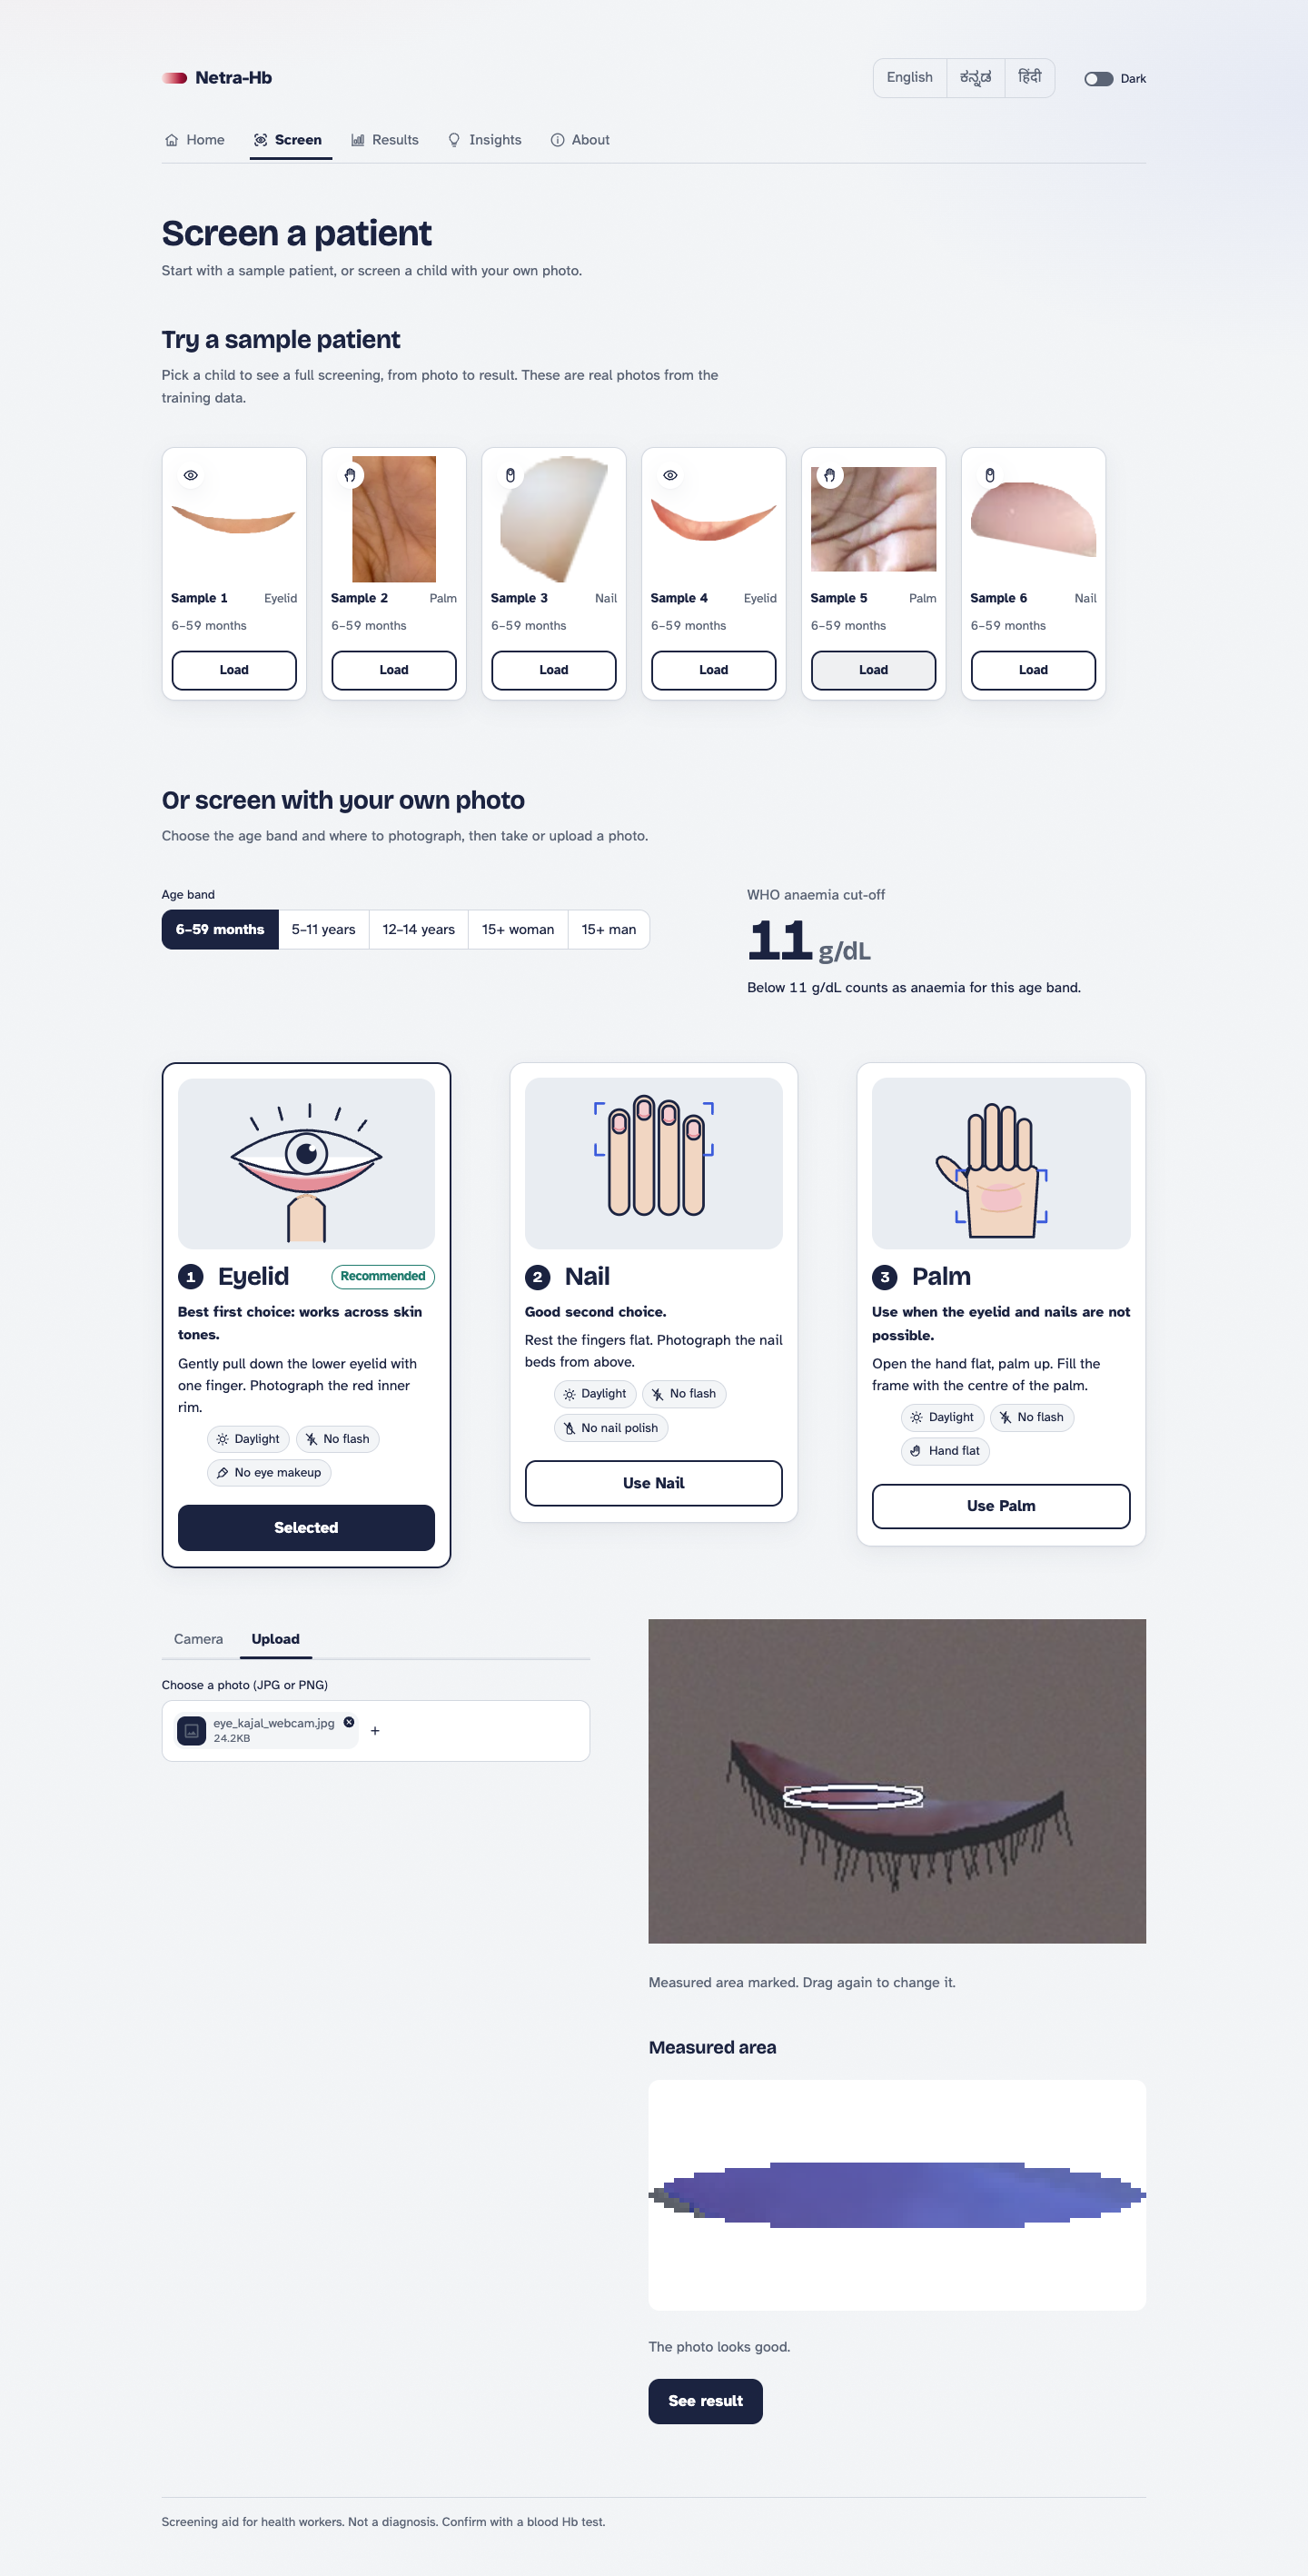 Netra-Hb
English
ಕನ್ನಡ
हिंदी
Dark
Home
Screen
Results
Insights
About
Screen a patient
Start with a sample patient, or screen a child with your own photo.
Try a sample patient
Pick a child to see a full screening, from photo to result. These are real photos from the
training data.
Sample 1 Eyelid
6–59 months
Load
Sample 2 Palm
6–59 months
Load
Sample 3 Nail
6–59 months
Load
Sample 4 Eyelid
6–59 months
Load
Sample 5 Palm
6–59 months
Load
Sample 6 Nail
6–59 months
Load
Or screen with your own photo
Choose the age band and where to photograph, then take or upload a photo.
Age band
6–59 months
5–11 years
12–14 years
15+ woman
15+ man
WHO anaemia cut-off
11 g/dL
Below 11 g/dL counts as anaemia for this age band.
1 Eyelid Recommended
Best first choice: works across skin
tones.
Gently pull down the lower eyelid with
one finger. Photograph the red inner
rim.
Daylight No flash
No eye makeup
Selected
2 Nail
Good second choice.
Rest the fingers flat. Photograph the nail
beds from above.
Daylight No flash
No nail polish
Use Nail
3 Palm
Use when the eyelid and nails are not
possible.
Open the hand flat, palm up. Fill the
frame with the centre of the palm.
Daylight No flash
Hand flat
Use Palm
Camera Upload
Choose a photo (JPG or PNG)
eye_kajal_webcam.jpg
24.2KB
+
Measured area marked. Drag again to change it.
Measured area
The photo looks good.
See result
Screening aid for health workers. Not a diagnosis. Confirm with a blood Hb test.